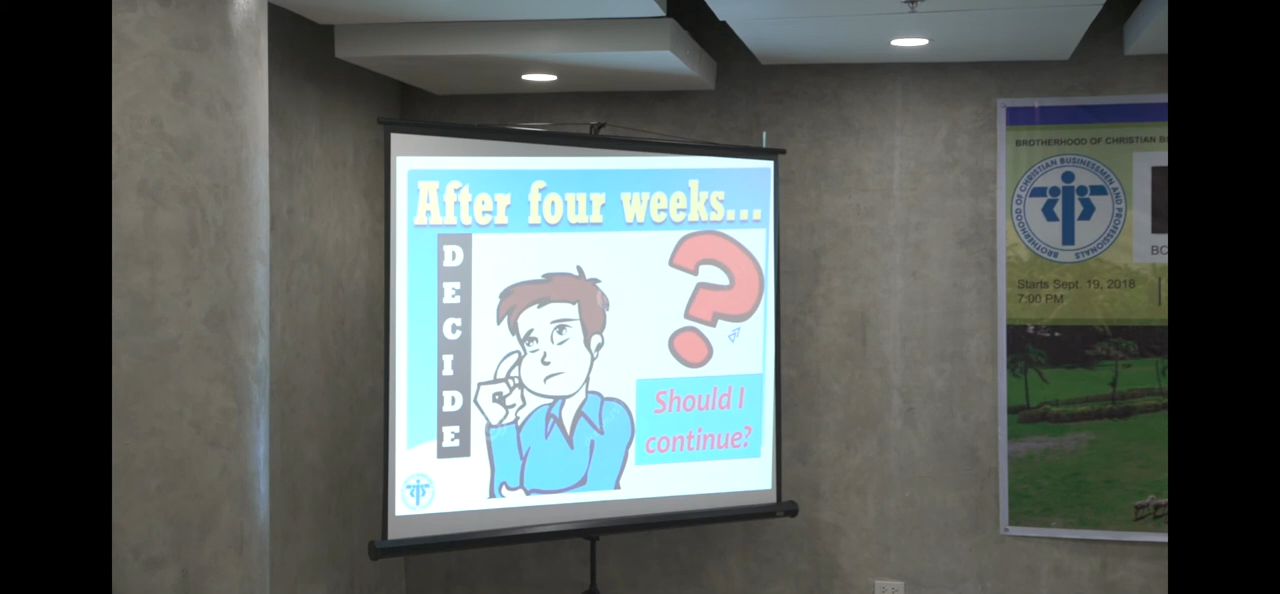 After four weeks...
DECIDE
Should I
continue?
BROTHERHOOD OF CHRISTIAN
BROTHERHOOD OF CHRISTIAN BUSINESSMEN AND PROFESSIONALS
BC
Starts Sept. 19, 2018
7:00 PM